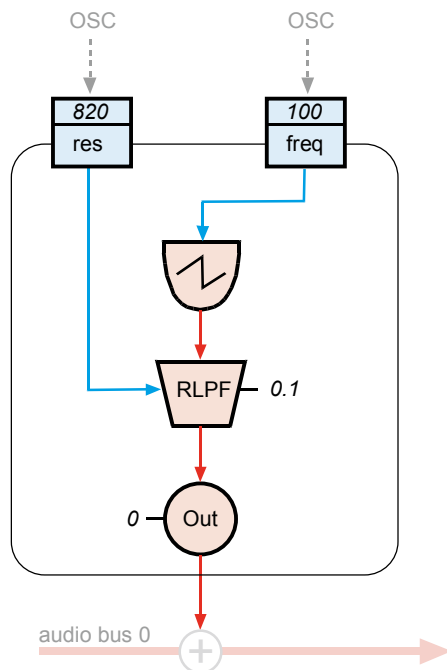 OSC OSC
820 100
res freq
RLPF 0.1
0 Out
audio bus 0